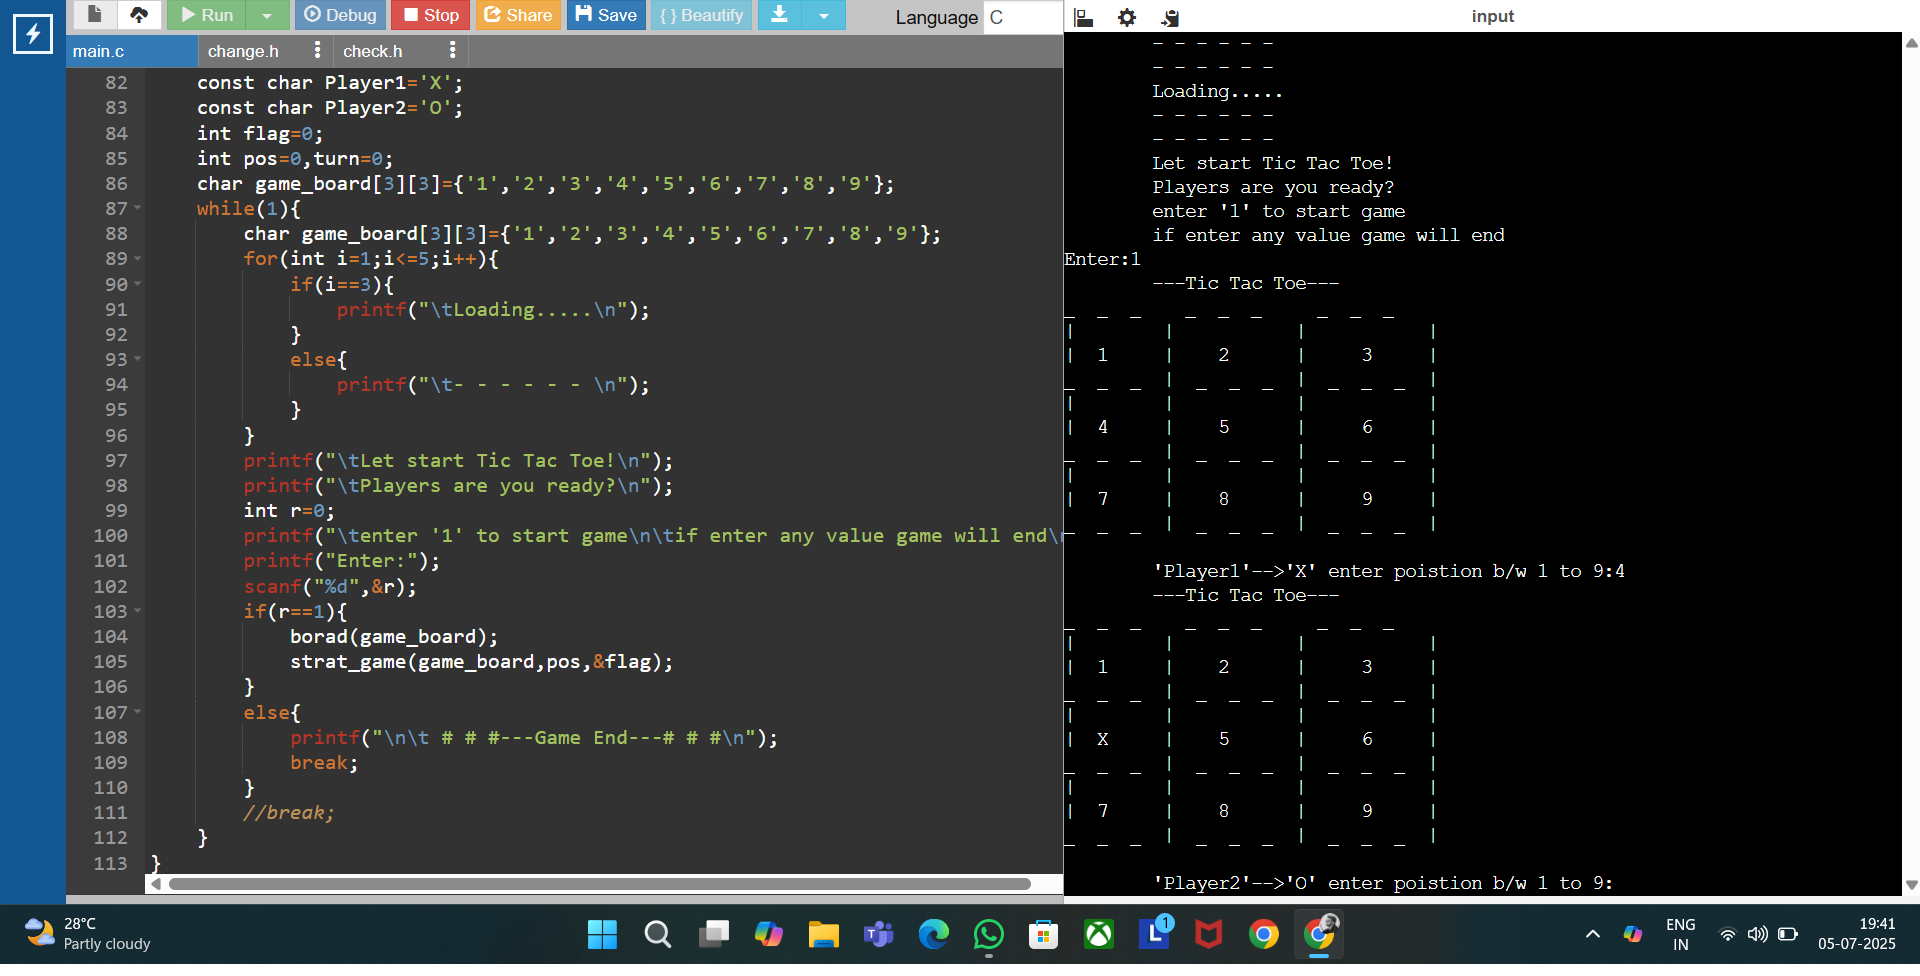 Run
Debug
Stop
Share
Save
{ } Beautify
Language C
input
main.c
change.h
check.h
82 const char Player1='X';
83 const char Player2='O';
84 int flag=0;
85 int pos=0,turn=0;
86 char game_board[3][3]={'1','2','3','4','5','6','7','8','9'};
87 while(1){
88 char game_board[3][3]={'1','2','3','4','5','6','7','8','9'};
89 for(int i=1;i<=5;i++){
90 if(i==3){
91 printf("\tLoading.....\n");
92 }
93 else{
94 printf("\t- - - - - - \n");
95 }
96 }
97 printf("\tLet start Tic Tac Toe!\n");
98 printf("\tPlayers are you ready?\n");
99 int r=0;
100 printf("\tenter '1' to start game\n\tif enter any value game will end\
101 printf("Enter:");
102 scanf("%d",&r);
103 if(r==1){
104 borad(game_board);
105 strat_game(game_board,pos,&flag);
106 }
107 else{
108 printf("\n\t # # #---Game End---# # #\n");
109 break;
110 }
111 //break;
112 }
113 }
- - - - - -
- - - - - -
Loading.....
- - - - - -
- - - - - -
Let start Tic Tac Toe!
Players are you ready?
enter '1' to start game
if enter any value game will end
Enter:1
---Tic Tac Toe---
_ _ _ _ _ _ _ _ _
| | | |
| 1 | 2 | 3 |
_ _ _ | _ _ _ | _ _ _ |
| | | |
| 4 | 5 | 6 |
_ _ _ | _ _ _ | _ _ _ |
| | | |
| 7 | 8 | 9 |
_ _ _ | _ _ _ | _ _ _ |
'Player1'-->'X' enter poistion b/w 1 to 9:4
---Tic Tac Toe---
_ _ _ _ _ _ _ _ _
| | | |
| 1 | 2 | 3 |
_ _ _ | _ _ _ | _ _ _ |
| | | |
| X | 5 | 6 |
_ _ _ | _ _ _ | _ _ _ |
| | | |
| 7 | 8 | 9 |
_ _ _ | _ _ _ | _ _ _ |
'Player2'-->'O' enter poistion b/w 1 to 9:
28°C
Partly cloudy
T
L
1
ENG
IN
19:41
05-07-2025